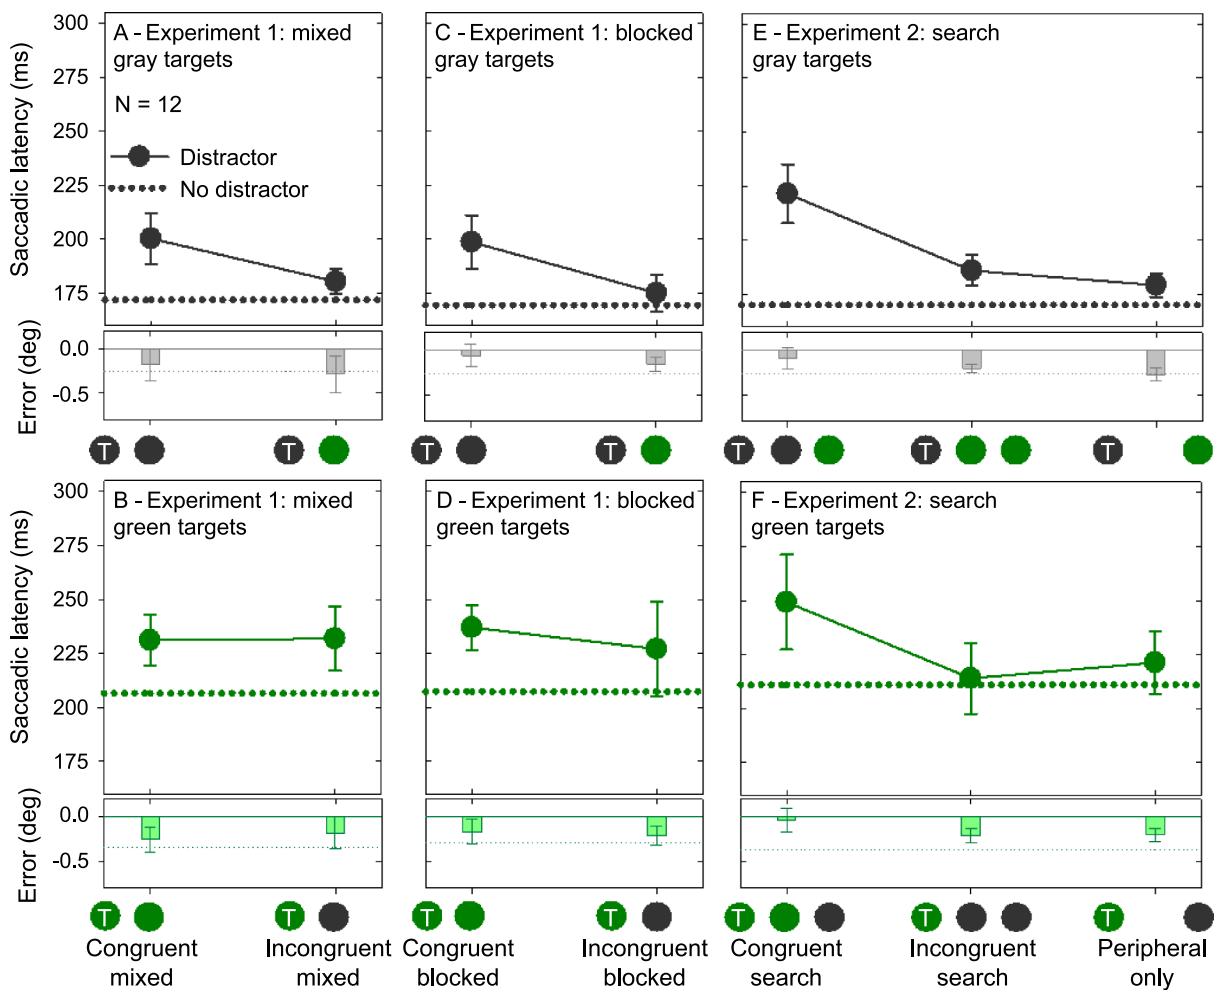 A - Experiment 1: mixed
gray targets
N = 12
Distractor
No distractor
Saccadic latency (ms)
300
275
250
225
200
175
Error (deg)
0.0
-0.5
C - Experiment 1: blocked
gray targets
E - Experiment 2: search
gray targets
T
T
T
T
T
T
T
B - Experiment 1: mixed
green targets
Saccadic latency (ms)
300
275
250
225
200
175
Error (deg)
0.0
-0.5
D - Experiment 1: blocked
green targets
F - Experiment 2: search
green targets
T
T
T
T
T
T
T
Congruent
mixed
Incongruent
mixed
Congruent
blocked
Incongruent
blocked
Congruent
search
Incongruent
search
Peripheral
only